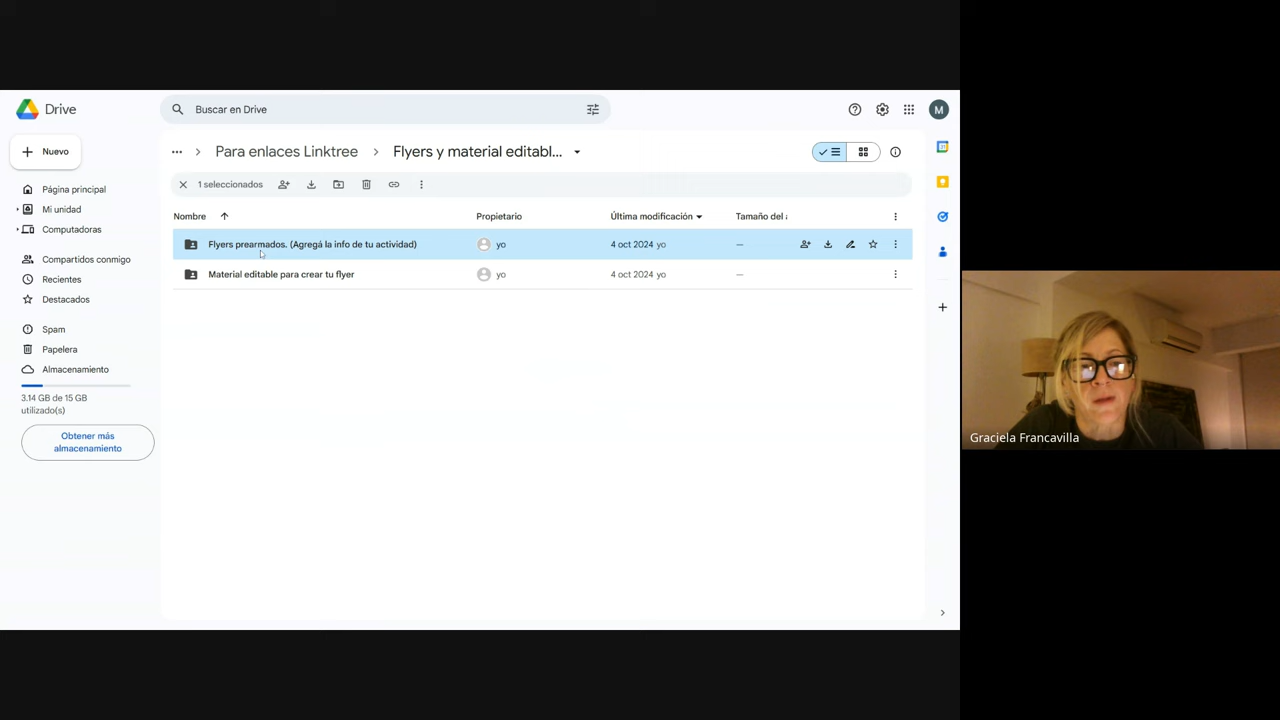 Drive
Buscar en Drive
M
Nuevo
Para enlaces Linktree
Flyers y material editabl...
1 seleccionados
Página principal
Mi unidad
Computadoras
Compartidos conmigo
Recientes
Destacados
Spam
Papelera
Almacenamiento
3.14 GB de 15 GB
utilizado(s)
Obtener más
almacenamiento
Nombre Propietario Última modificación Tamaño del
Flyers prearmados. (Agregá la info de tu actividad) yo 4 oct 2024 yo —
Material editable para crear tu flyer yo 4 oct 2024 yo —
Graciela Francavilla